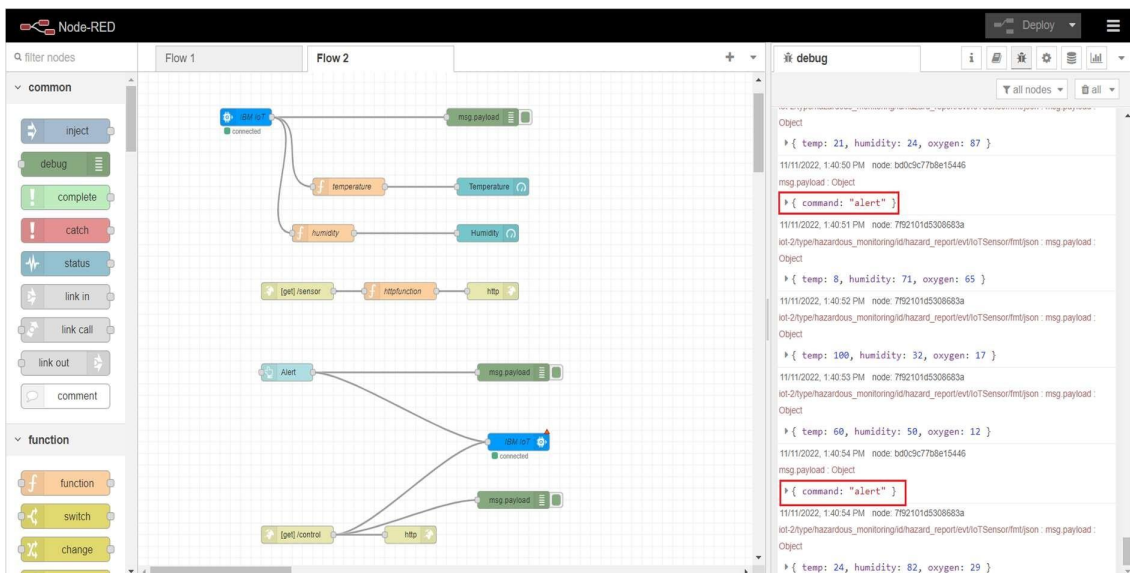 Node-RED
Deploy
filter nodes
Flow 1
Flow 2
debug
i
all nodes
all
common
inject
debug
complete
catch
status
link in
link call
link out
comment
function
function
switch
change
IBM IoT
connected
msg.payload
temperature
Temperature
humidity
Humidity
[get] /sensor
httpfunction
http
Alert
msg.payload
IBM IoT
connected
msg.payload
[get] /control
http
Object
{ temp: 21, humidity: 24, oxygen: 87 }
11/11/2022, 1:40:50 PM node: bd0c9c77b8e15446
msg.payload : Object
{ command: "alert" }
11/11/2022, 1:40:51 PM node: 7f92101d5308683a
iot-2/type/hazardous_monitoring/id/hazard_report/evt/IoTSensor/fmt/json : msg.payload :
Object
{ temp: 8, humidity: 71, oxygen: 65 }
11/11/2022, 1:40:52 PM node: 7f92101d5308683a
iot-2/type/hazardous_monitoring/id/hazard_report/evt/IoTSensor/fmt/json : msg.payload :
Object
{ temp: 100, humidity: 32, oxygen: 17 }
11/11/2022, 1:40:53 PM node: 7f92101d5308683a
iot-2/type/hazardous_monitoring/id/hazard_report/evt/IoTSensor/fmt/json : msg.payload :
Object
{ temp: 60, humidity: 50, oxygen: 12 }
11/11/2022, 1:40:54 PM node: bd0c9c77b8e15446
msg.payload : Object
{ command: "alert" }
11/11/2022, 1:40:54 PM node: 7f92101d5308683a
iot-2/type/hazardous_monitoring/id/hazard_report/evt/IoTSensor/fmt/json : msg.payload :
Object
{ temp: 24, humidity: 82, oxygen: 29 }